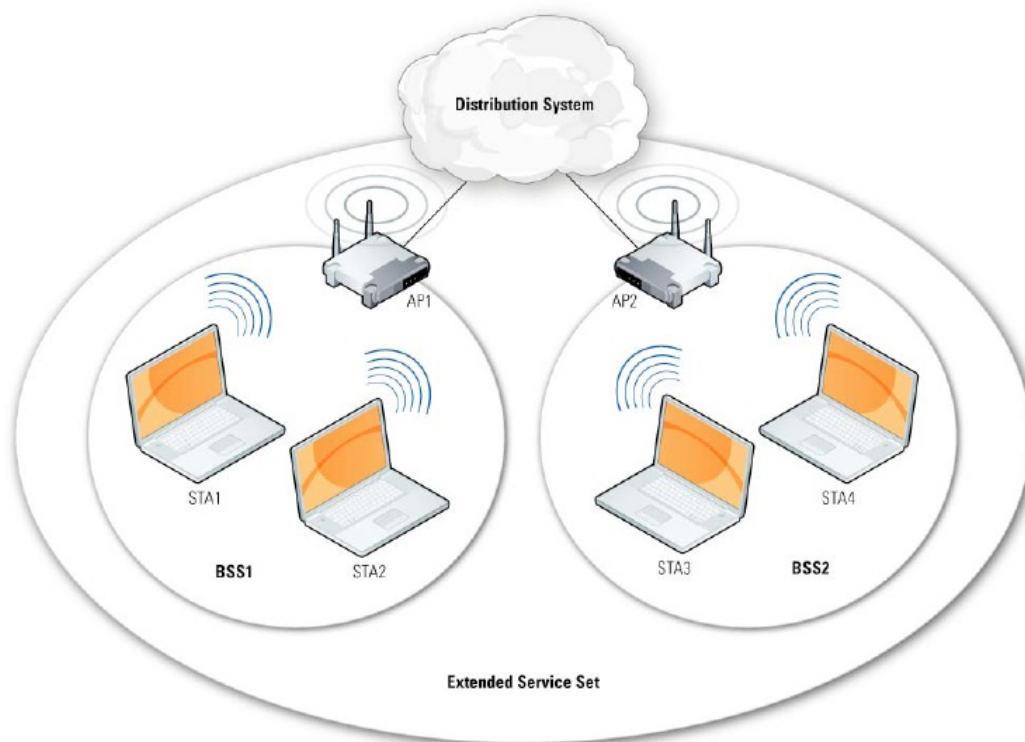 Distribution System
AP1
AP2
STA1
STA4
BSS1
STA2
STA3
BSS2
Extended Service Set